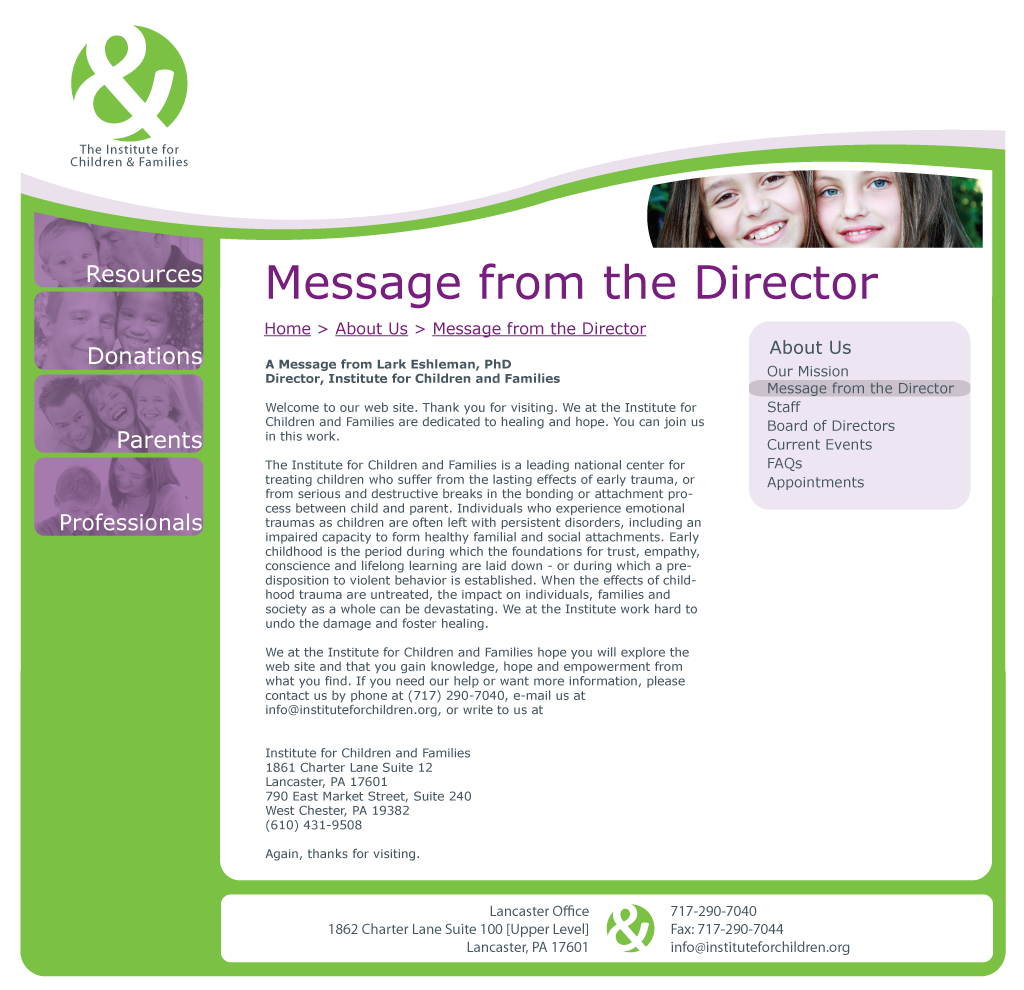 The Institute for
Children & Families
Resources
Donations
Parents
Professionals
Message from the Director
Home > About Us > Message from the Director
A Message from Lark Eshleman, PhD
Director, Institute for Children and Families
Welcome to our web site. Thank you for visiting. We at the Institute for
Children and Families are dedicated to healing and hope. You can join us
in this work.
The Institute for Children and Families is a leading national center for
treating children who suffer from the lasting effects of early trauma, or
from serious and destructive breaks in the bonding or attachment pro-
cess between child and parent. Individuals who experience emotional
traumas as children are often left with persistent disorders, including an
impaired capacity to form healthy familial and social attachments. Early
childhood is the period during which the foundations for trust, empathy,
conscience and lifelong learning are laid down - or during which a pre-
disposition to violent behavior is established. When the effects of child-
hood trauma are untreated, the impact on individuals, families and
society as a whole can be devastating. We at the Institute work hard to
undo the damage and foster healing.
We at the Institute for Children and Families hope you will explore the
web site and that you gain knowledge, hope and empowerment from
what you find. If you need our help or want more information, please
contact us by phone at (717) 290-7040, e-mail us at
info@instituteforchildren.org, or write to us at
Institute for Children and Families
1861 Charter Lane Suite 12
Lancaster, PA 17601
790 East Market Street, Suite 240
West Chester, PA 19382
(610) 431-9508
Again, thanks for visiting.
About Us
Our Mission
Message from the Director
Staff
Board of Directors
Current Events
FAQs
Appointments
Lancaster Office
1862 Charter Lane Suite 100 [Upper Level]
Lancaster, PA 17601
&
717-290-7040
Fax: 717-290-7044
info@instituteforchildren.org